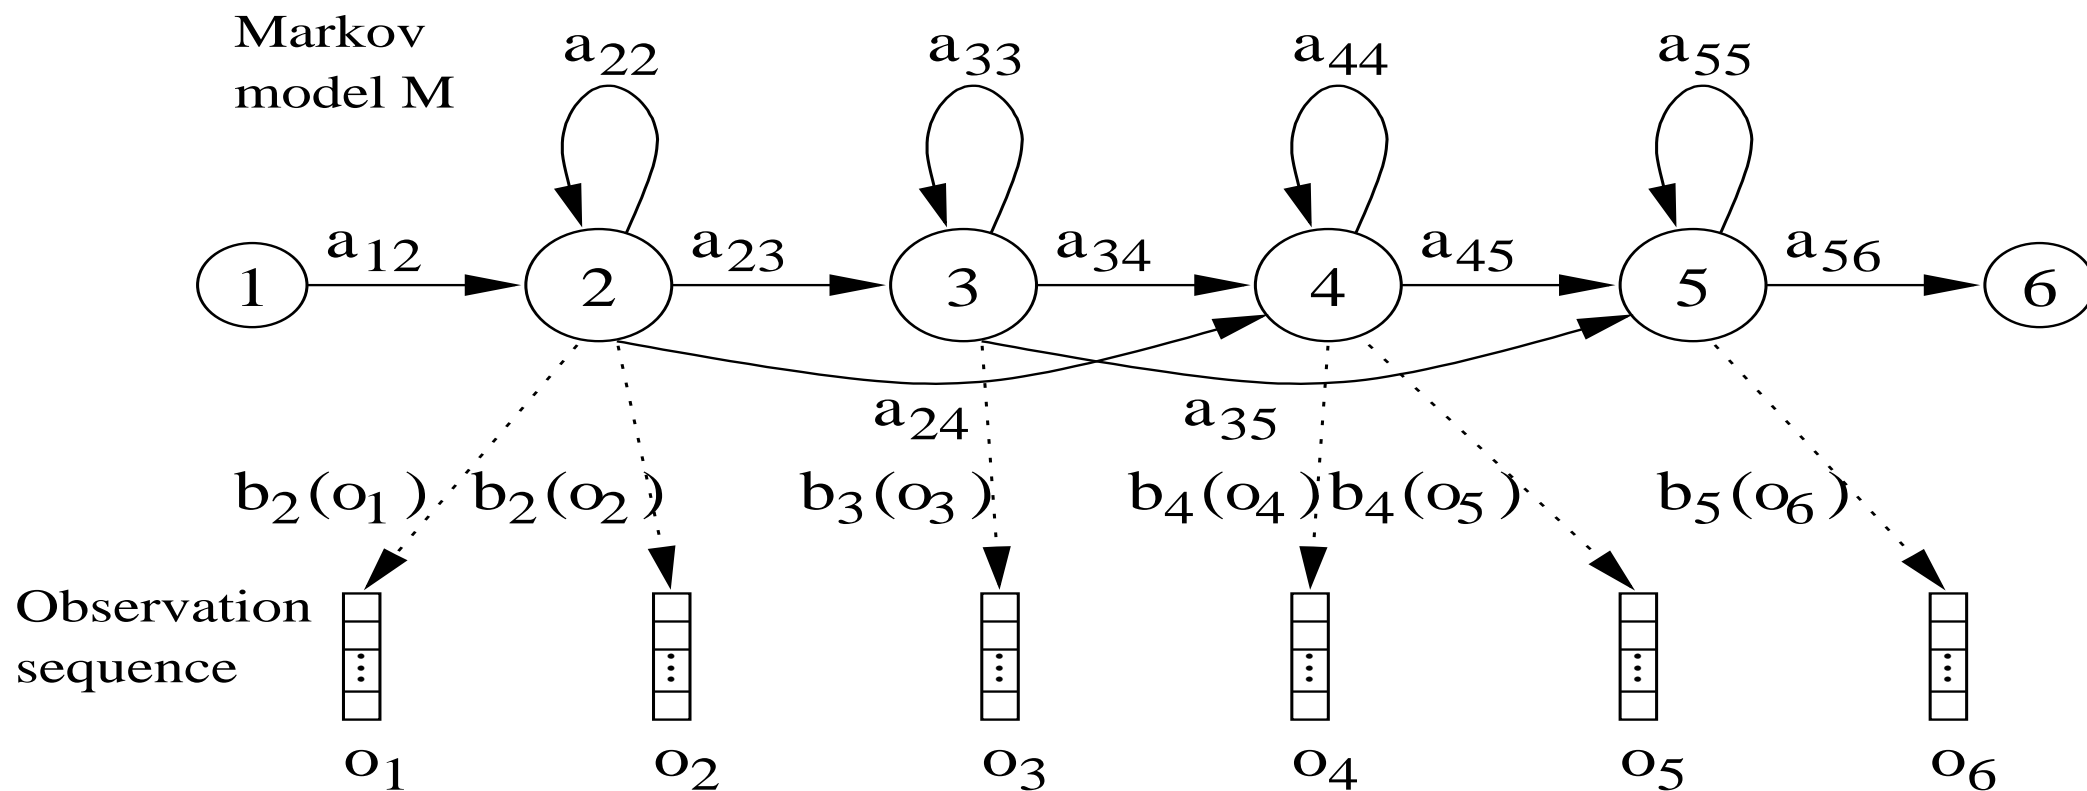 Markov
model M
a22 a33 a44 a55
1 a12 2 a23 3 a34 4 a45 5 a56 6
a24 a35
b2(o1) b2(o2) b3(o3) b4(o4) b4(o5) b5(o6)
Observation
sequence
o1 o2 o3 o4 o5 o6